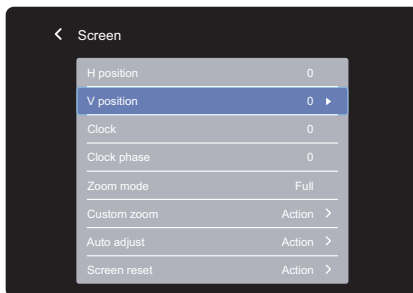 Screen
H position 0
V position 0
Clock 0
Clock phase 0
Zoom mode Full
Custom zoom Action
Auto adjust Action
Screen reset Action